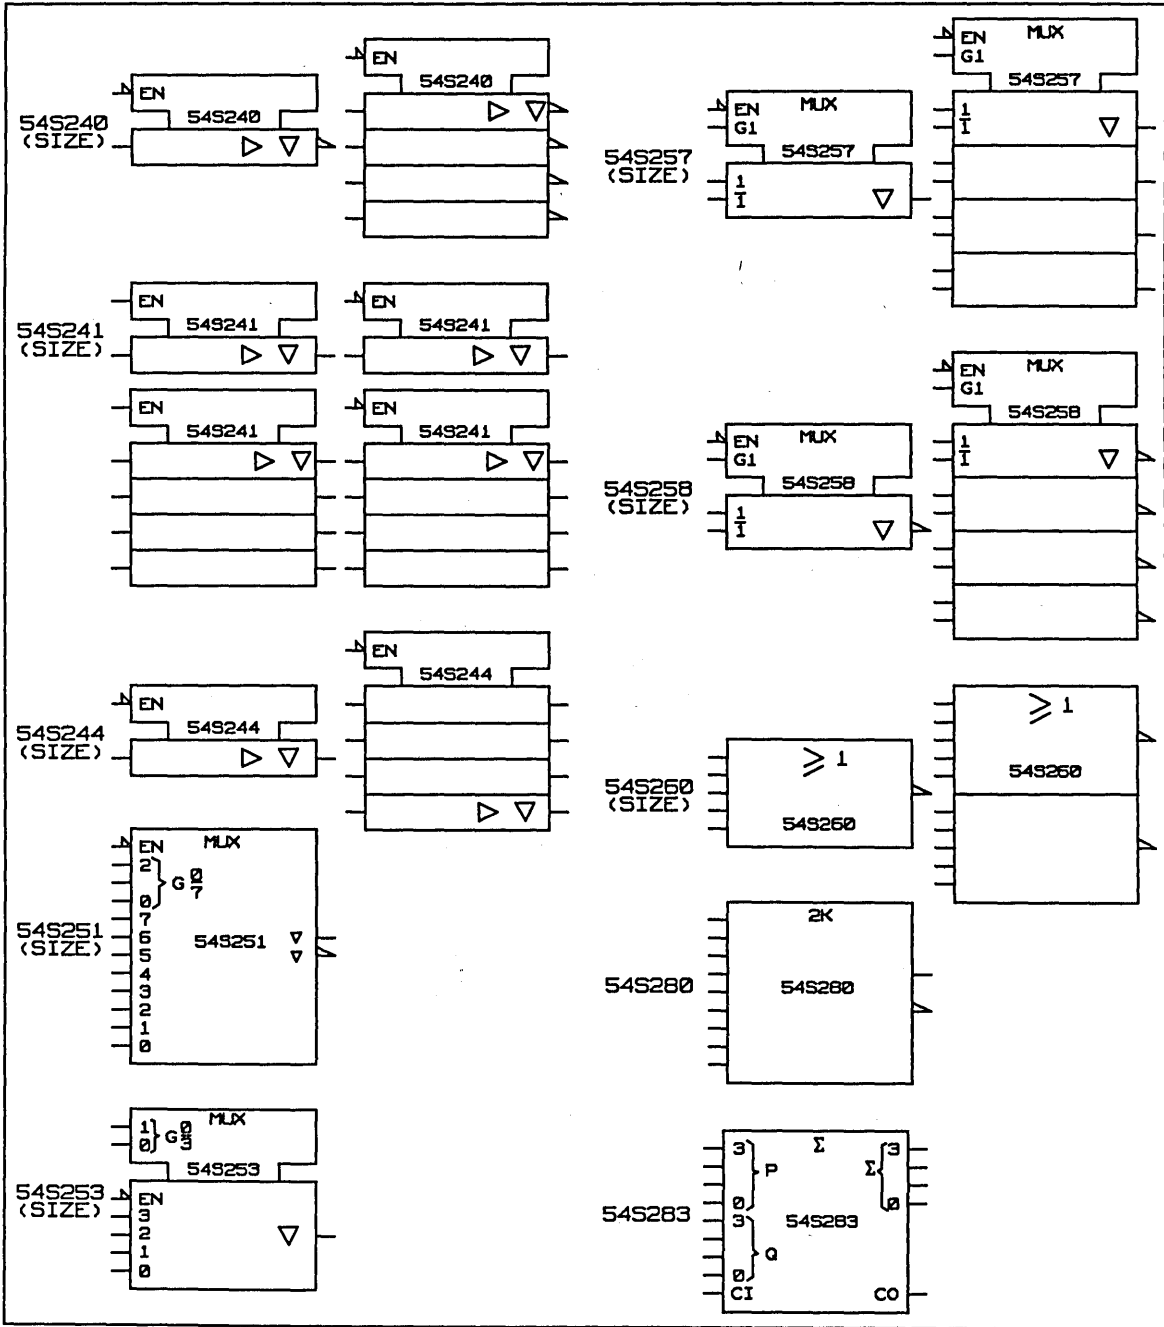 54S240
(SIZE)
EN
54S240
EN
54S240
54S241
(SIZE)
EN
54S241
EN
54S241
EN
54S241
EN
54S241
54S244
(SIZE)
EN
54S244
EN
54S244
54S251
(SIZE)
MUX
EN
2
0
G 0
7
7
6
5
4
3
2
1
0
54S251
54S253
(SIZE)
MUX
1
0
G 0
3
54S253
EN
3
2
1
0
54S257
(SIZE)
MUX
EN
G1
54S257
1
1
MUX
EN
G1
54S257
1
1
54S258
(SIZE)
MUX
EN
G1
54S258
1
1
MUX
EN
G1
54S258
1
1
54S260
(SIZE)
≥ 1
54S260
≥ 1
54S260
54S280
2K
54S280
54S283
Σ
3
P
0
3
Q
0
CI
Σ
3
0
54S283
CO